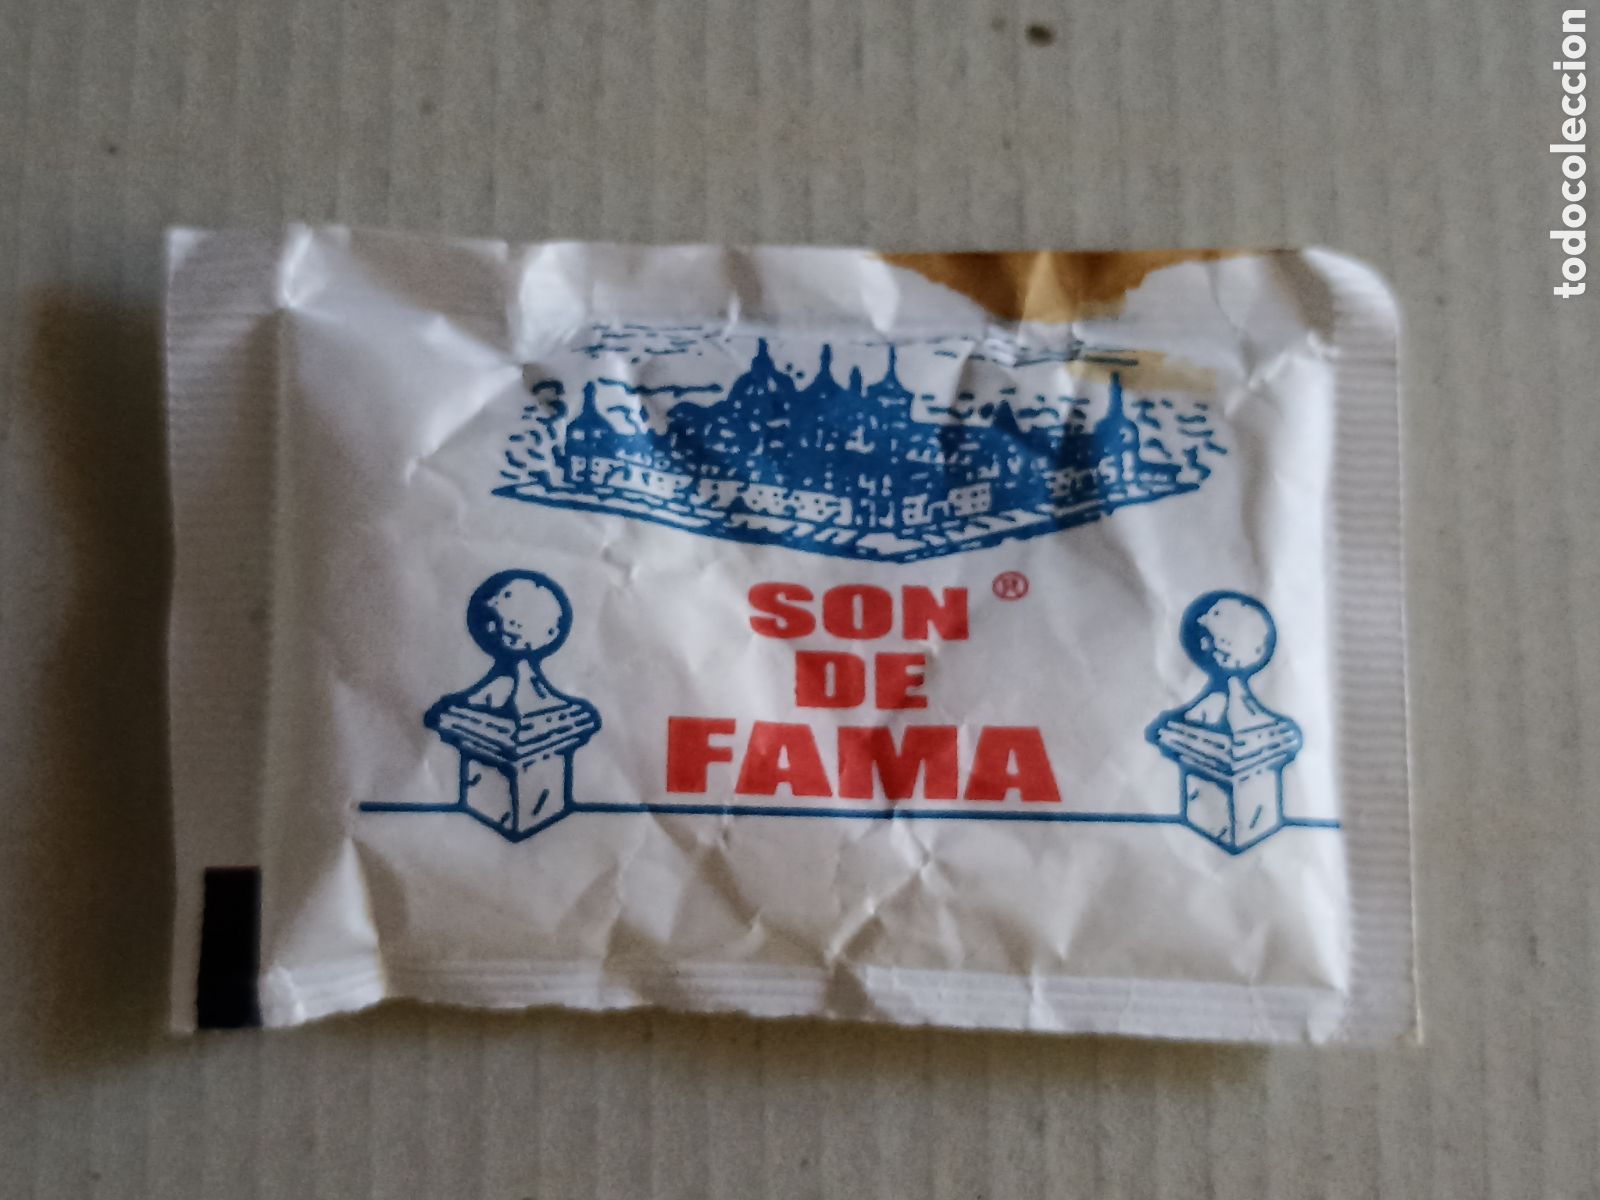 SON ®
DE
FAMA
todocoleccion